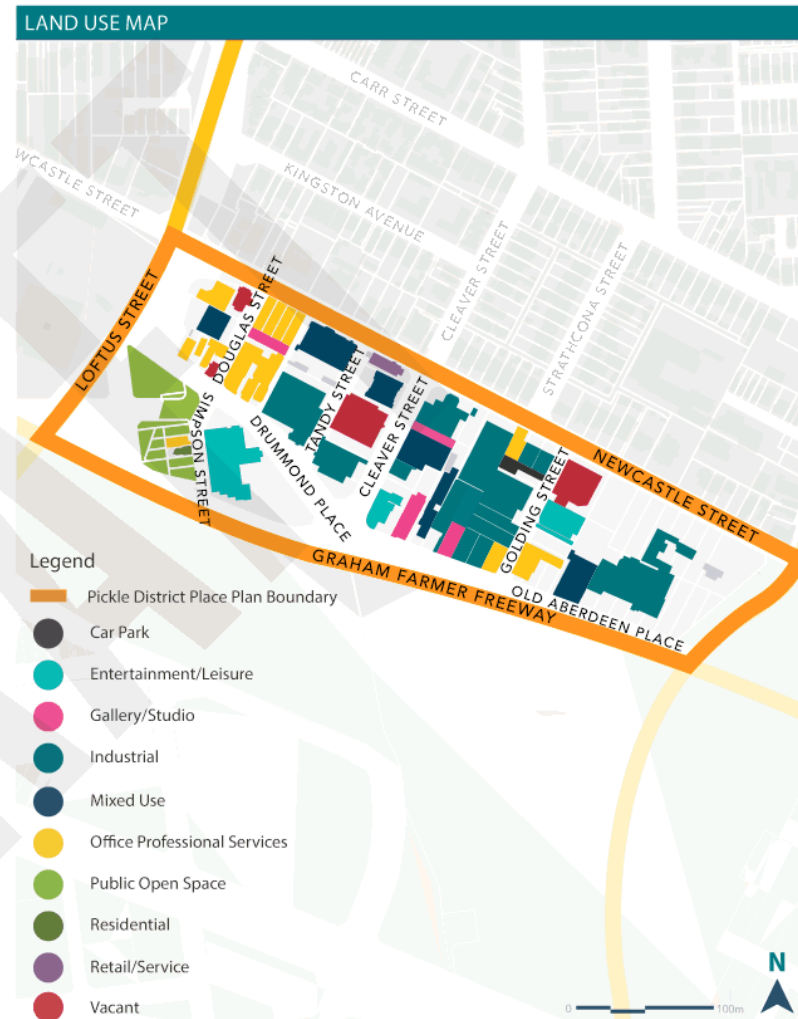 LAND USE MAP
CARR STREET
WCASTLE STREET
KINGSTON AVENUE
CLEAVER STREET
STRATHCONA STREET
LOFTUS STREET
DOUGLAS STREET
SIMPSON STREET
DRUMMOND PLACE
TANDY STREET
CLEAVER STREET
GOLDING STREET
NEWCASTLE STREET
GRAHAM FARMER FREEWAY
OLD ABERDEEN PLACE
Legend
Pickle District Place Plan Boundary
Car Park
Entertainment/Leisure
Gallery/Studio
Industrial
Mixed Use
Office Professional Services
Public Open Space
Residential
Retail/Service
Vacant
N
0 100m